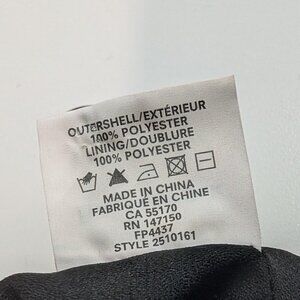 OUTERSHELL/EXTÉRIEUR
100% POLYESTER
LINING/DOUBLURE
100% POLYESTER
MADE IN CHINA
FABRIQUÉ EN CHINE
CA 55170
RN 147150
FP4437
STYLE 2510161